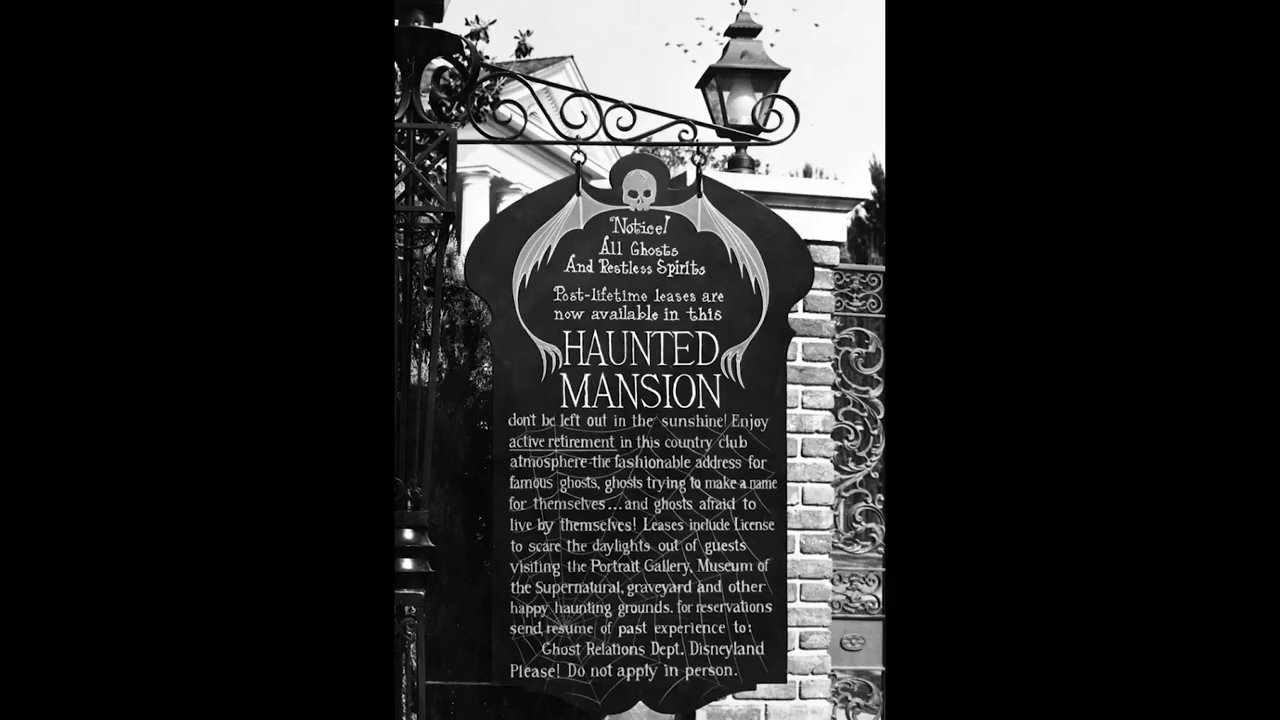 Notice!
All Ghosts
And Restless Spirits
Post-lifetime leases are
now available in this
HAUNTED
MANSION
don't be left out in the sunshine! Enjoy
active retirement in this country club
atmosphere-the fashionable address for
famous ghosts, ghosts trying to make a name
for themselves...and ghosts afraid to
live by themselves! Leases include License
to scare the daylights out of guests
visiting the Portrait Gallery, Museum of
the Supernatural, graveyard and other
happy haunting grounds. for reservations
send resume of past experience to:
Ghost Relations Dept. Disneyland
Please! Do not apply in person.